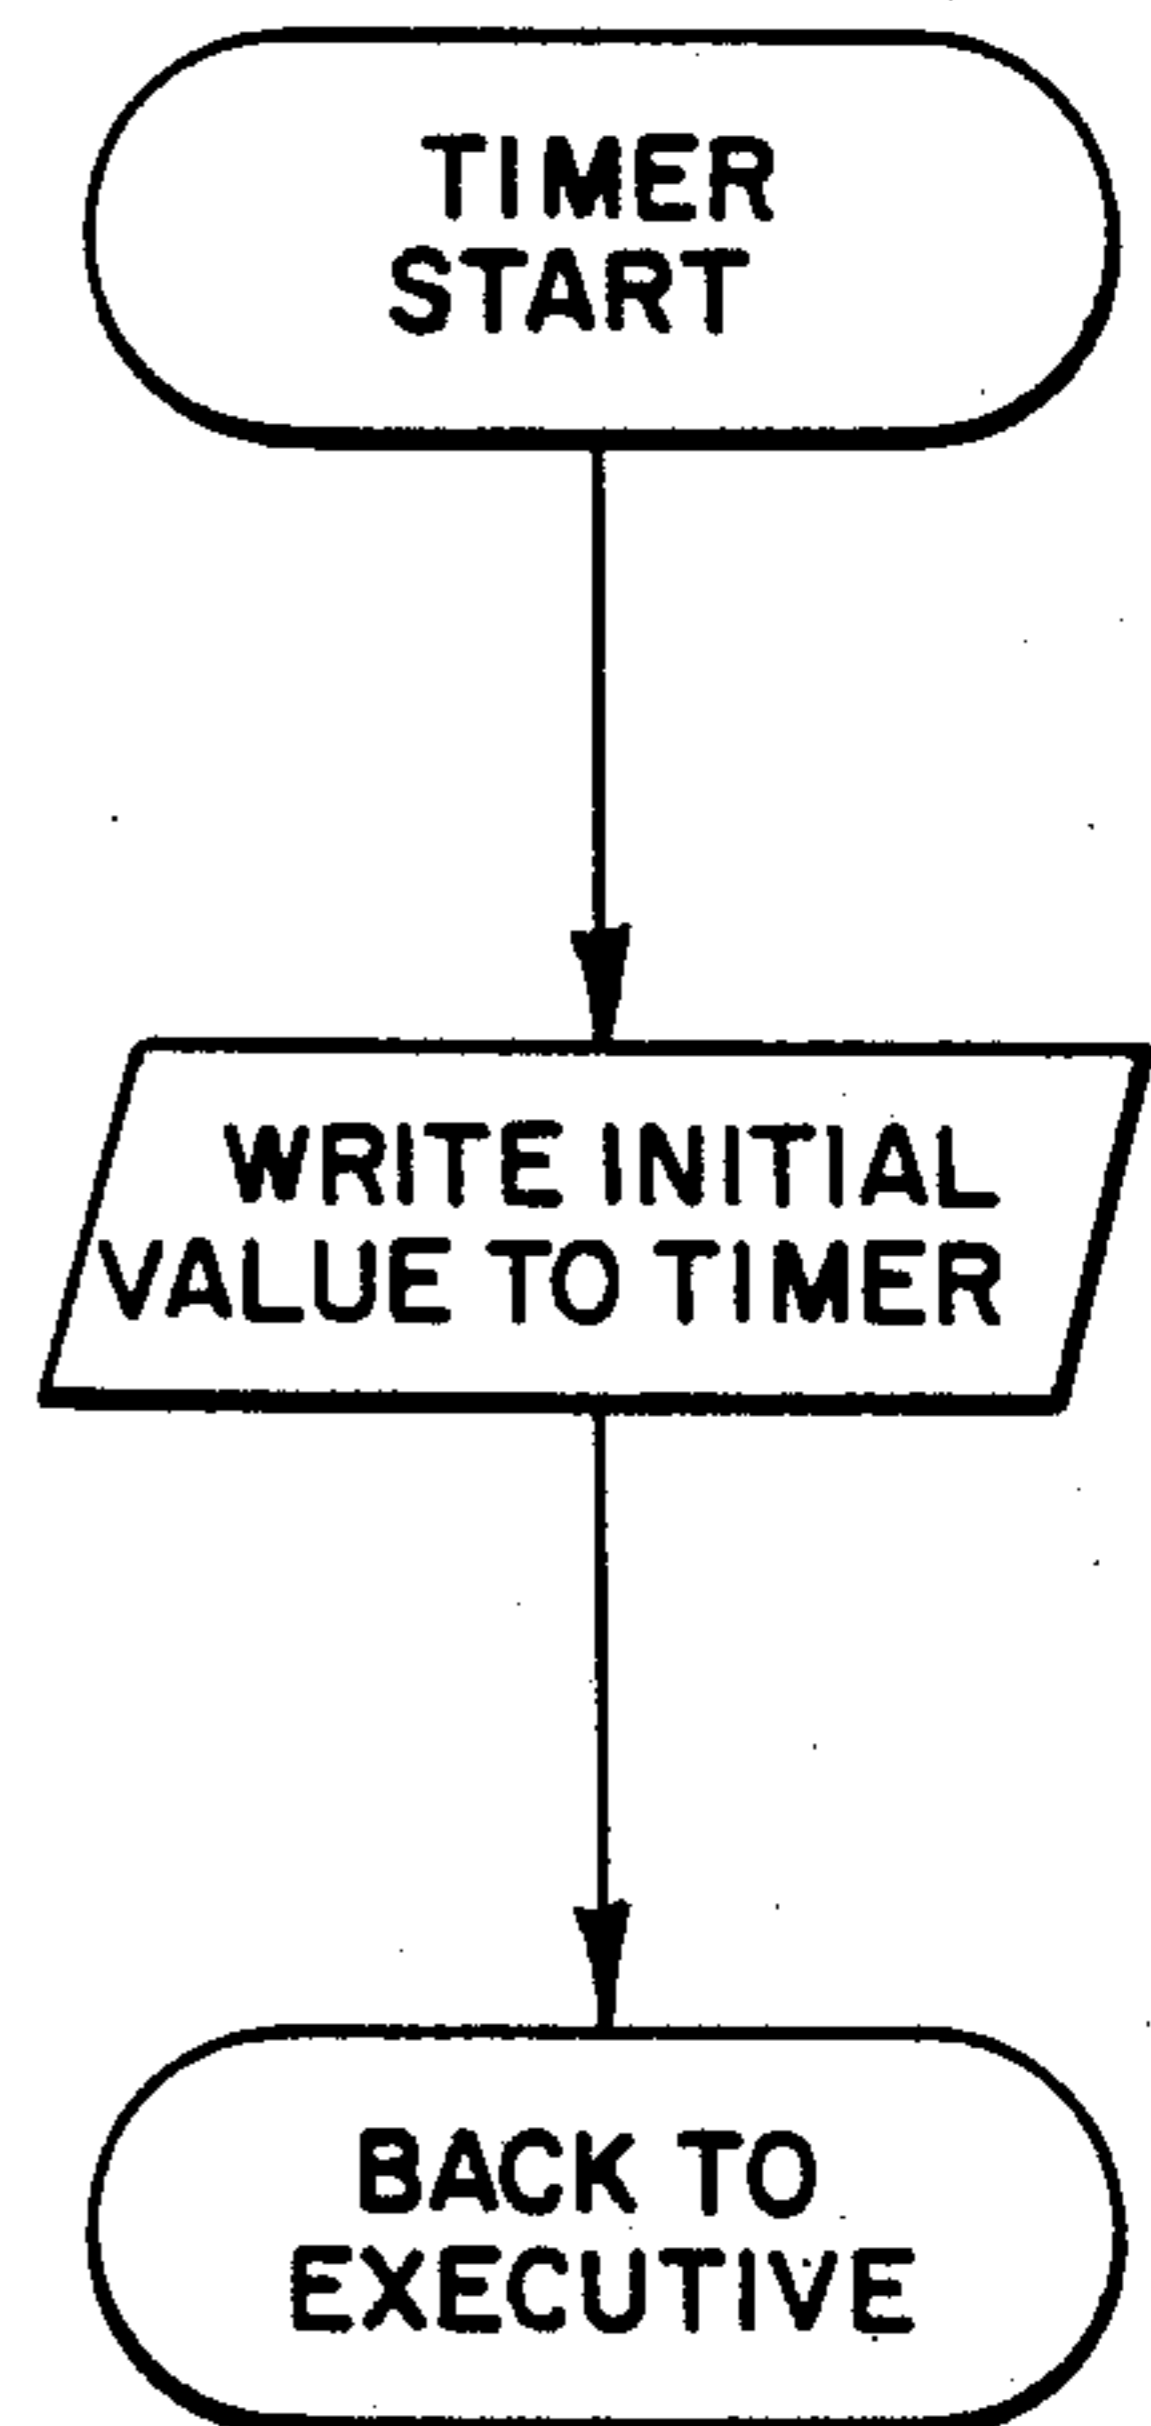 TIMER
START
WRITE INITIAL
VALUE TO TIMER
BACK TO
EXECUTIVE